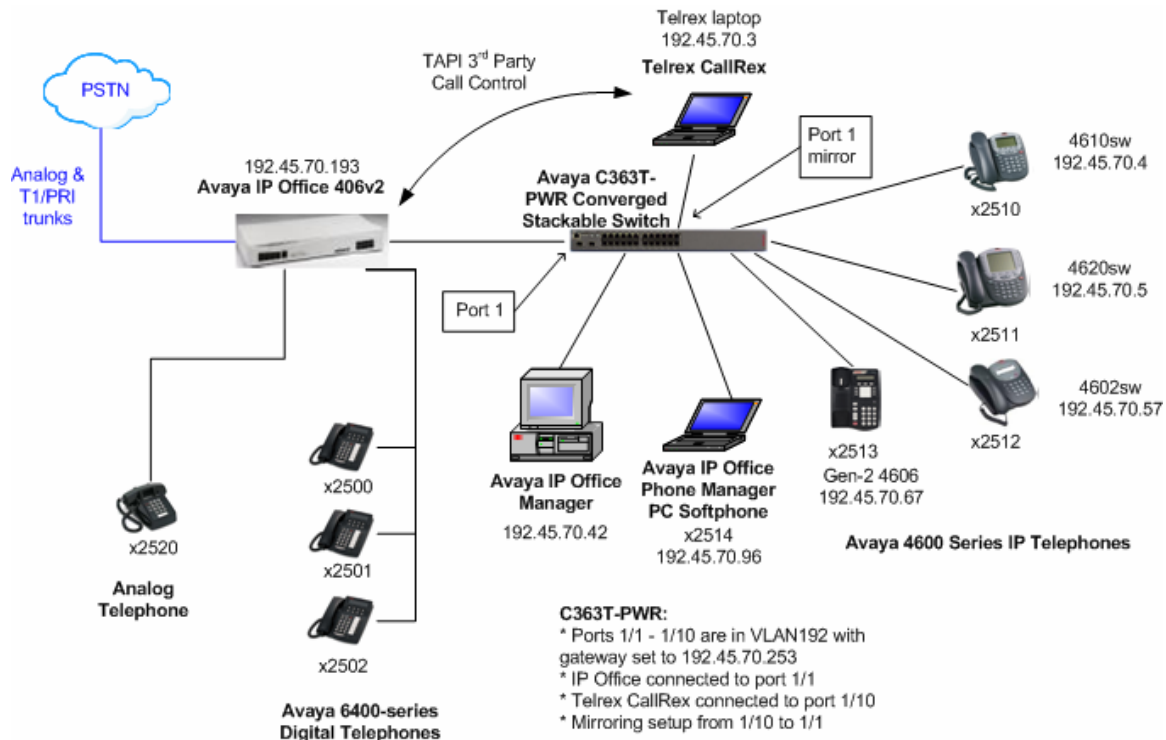 Telrex laptop
192.45.70.3
Telrex CallRex
TAPI 3rd Party
Call Control
PSTN
Port 1
mirror
4610sw
192.45.70.4
x2510
Analog &
T1/PRI
trunks
192.45.70.193
Avaya IP Office 406v2
Avaya C363T-
PWR Converged
Stackable Switch
4620sw
192.45.70.5
x2511
Port 1
4602sw
192.45.70.57
x2512
x2513
Gen-2 4606
192.45.70.67
x2500
Avaya IP Office
Manager
192.45.70.42
Avaya IP Office
Phone Manager
PC Softphone
x2514
192.45.70.96
Avaya 4600 Series IP Telephones
x2520
Analog
Telephone
x2501
x2502
Avaya 6400-series
Digital Telephones
C363T-PWR:
* Ports 1/1 - 1/10 are in VLAN192 with
gateway set to 192.45.70.253
* IP Office connected to port 1/1
* Telrex CallRex connected to port 1/10
* Mirroring setup from 1/10 to 1/1